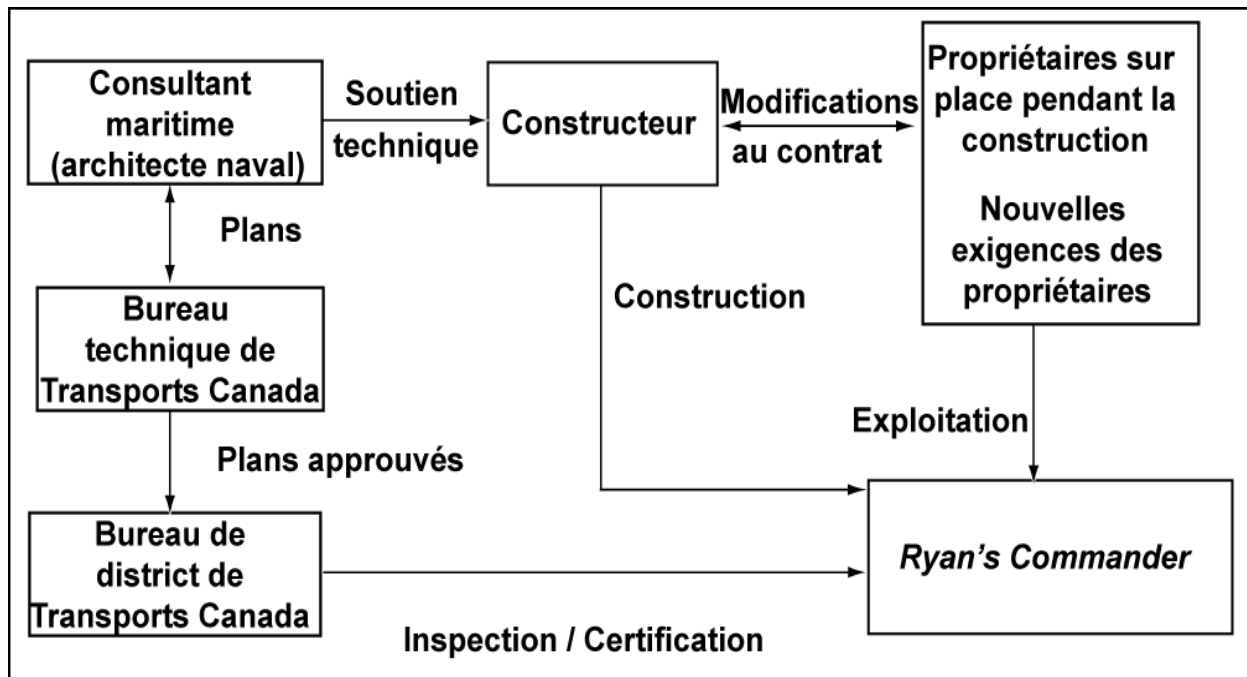 Consultant
maritime
(architecte naval)
Soutien
technique
Constructeur
Modifications
au contrat
Propriétaires sur
place pendant la
construction
Nouvelles
exigences des
propriétaires
Plans
Bureau
technique de
Transports Canada
Construction
Exploitation
Plans approuvés
Bureau de
district de
Transports Canada
Ryan’s Commander
Inspection / Certification